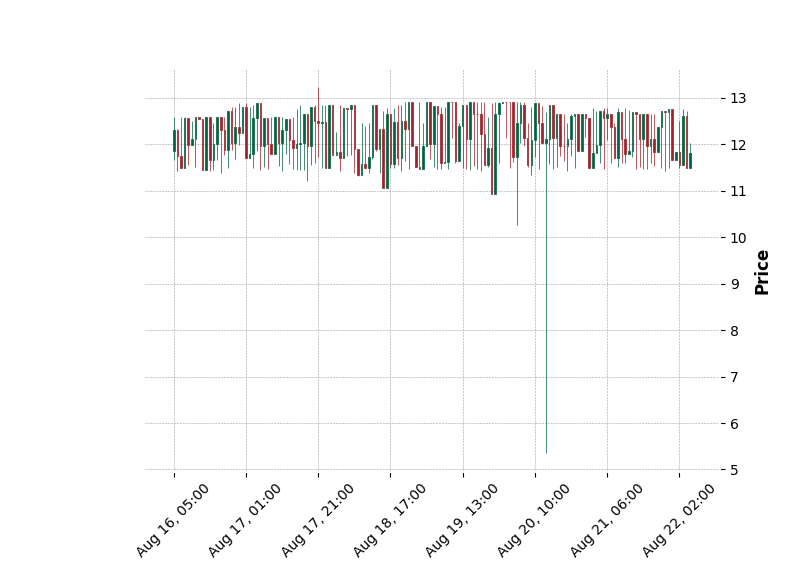 13
12
11
10
9
8
7
6
5
Price
Aug 16, 05:00
Aug 17, 01:00
Aug 17, 21:00
Aug 18, 17:00
Aug 19, 13:00
Aug 20, 10:00
Aug 21, 06:00
Aug 22, 02:00